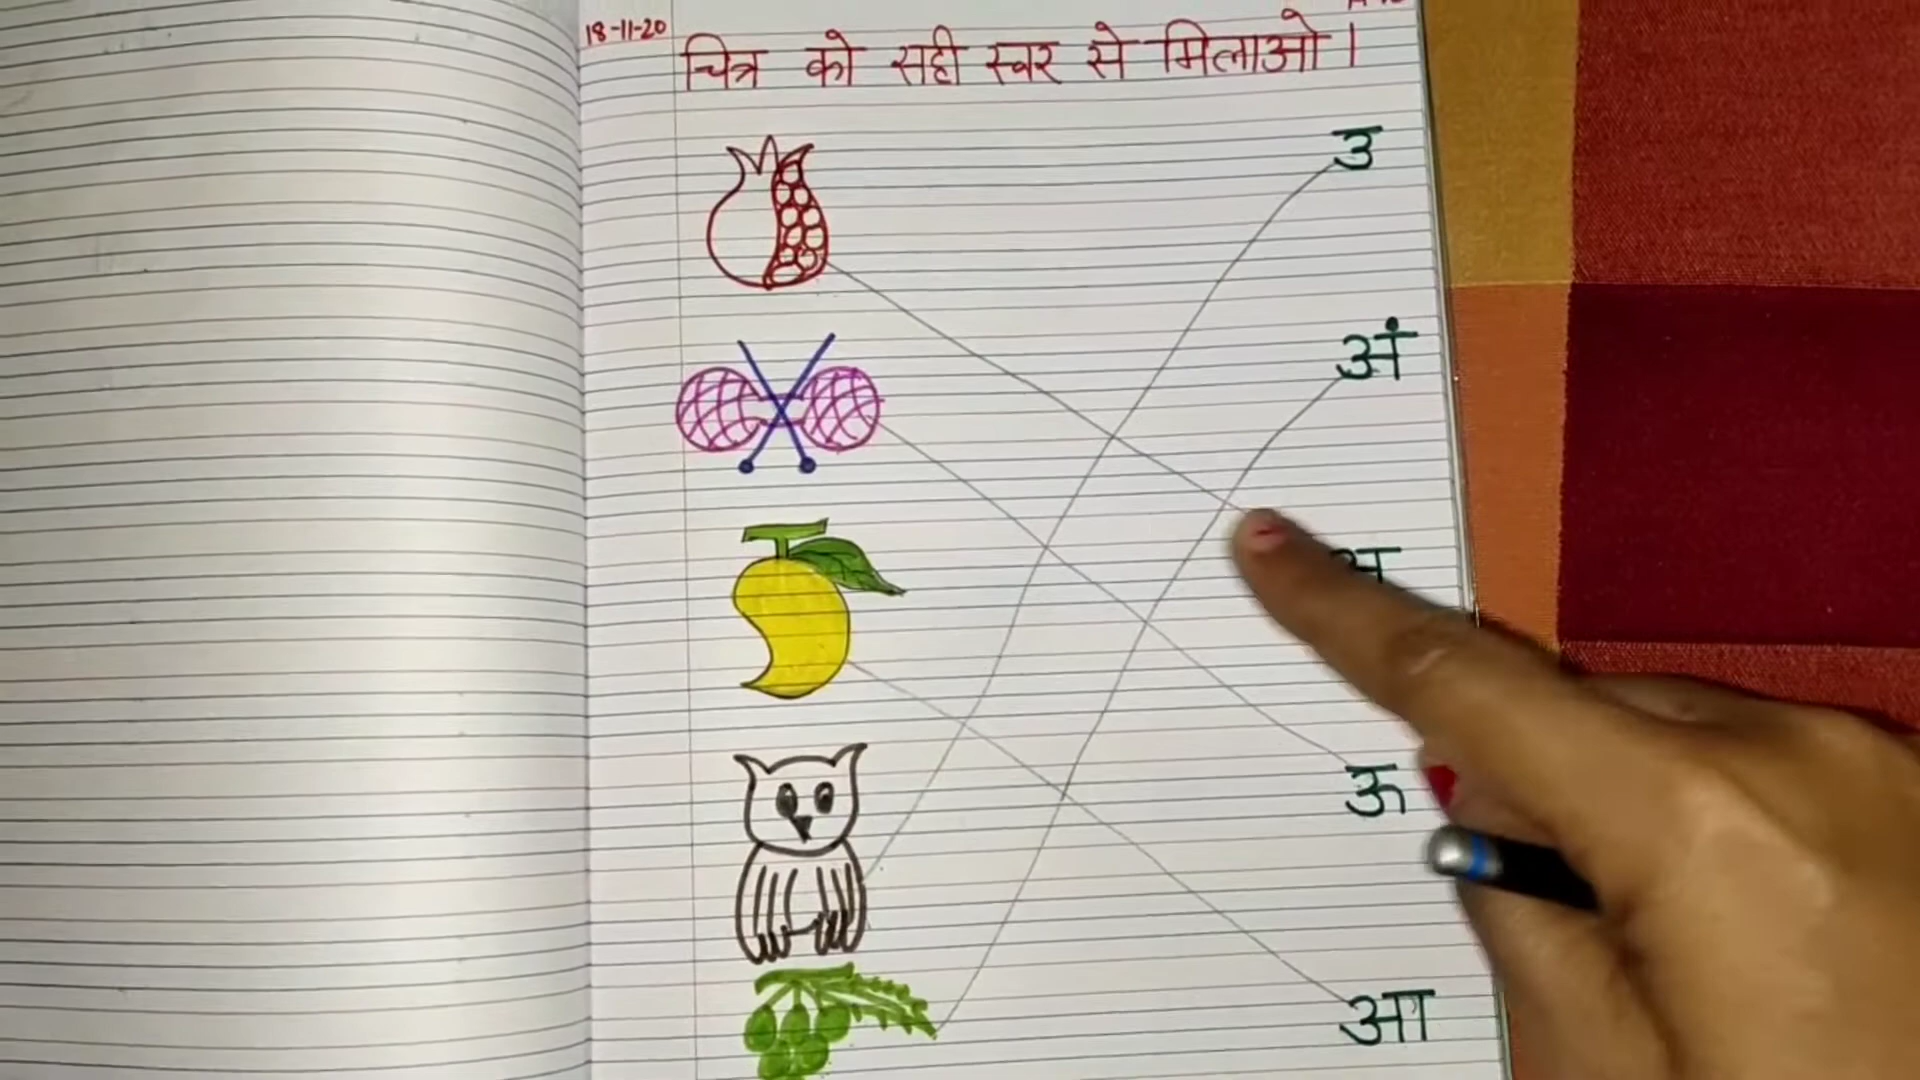 18-11-20
चित्र को सही स्वर से मिलाओ।
उ
अं
अ
ऊ
आ